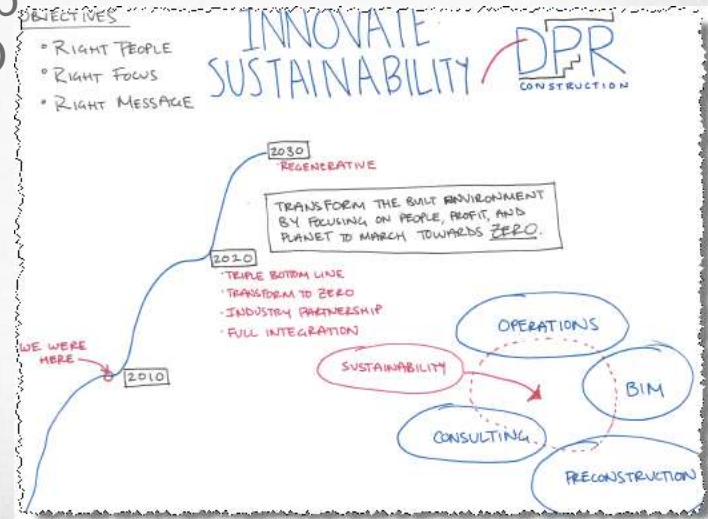 OBJECTIVES
• RIGHT PEOPLE
• RIGHT FOCUS
• RIGHT MESSAGE
INNOVATE
SUSTAINABILITY
DPR
CONSTRUCTION
2030
·REGENERATIVE
TRANSFORM THE BUILT ENVIRONMENT
BY FOCUSING ON PEOPLE, PROFIT, AND
PLANET TO MARCH TOWARDS ZERO.
2020
·TRIPLE BOTTOM LINE
·TRANSFORM TO ZERO
·INDUSTRY PARTNERSHIP
·FULL INTEGRATION
WE WERE
HERE
2010
OPERATIONS
SUSTAINABILITY
BIM
CONSULTING
PRECONSTRUCTION